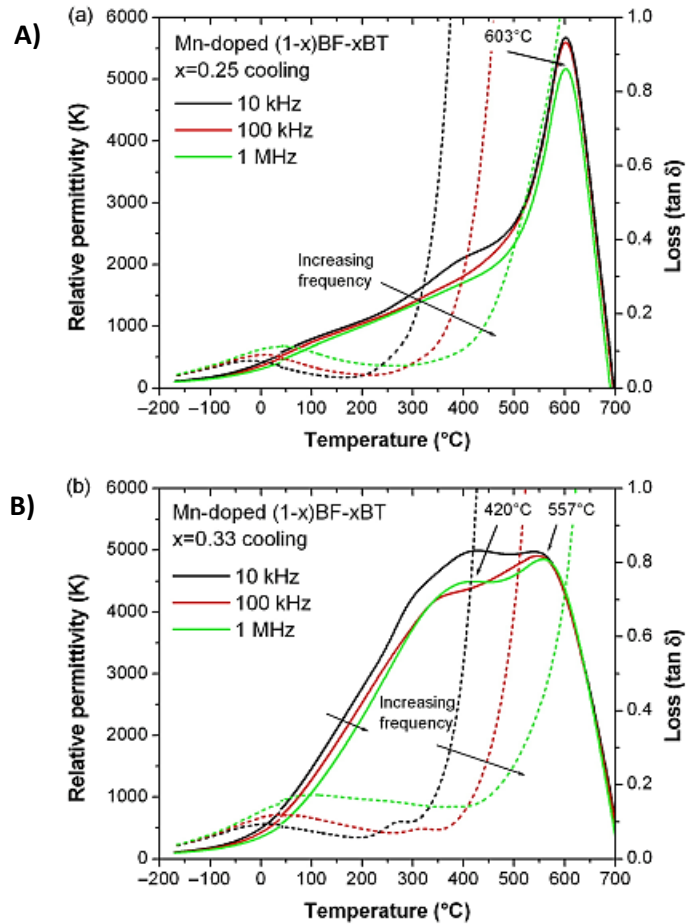 A)
(a)
Mn-doped (1-x)BF-xBT
x=0.25 cooling
10 kHz
100 kHz
1 MHz
603°C
Increasing
frequency
Relative permittivity (K)
6000
5000
4000
3000
2000
1000
0
Loss (tan δ)
1.0
0.8
0.6
0.4
0.2
0.0
−200 −100 0 100 200 300 400 500 600 700
Temperature (°C)
B)
(b)
Mn-doped (1-x)BF-xBT
x=0.33 cooling
10 kHz
100 kHz
1 MHz
420°C 557°C
Increasing
frequency
Relative permittivity (K)
6000
5000
4000
3000
2000
1000
0
Loss (tan δ)
1.0
0.8
0.6
0.4
0.2
0.0
−200 −100 0 100 200 300 400 500 600 700
Temperature (°C)